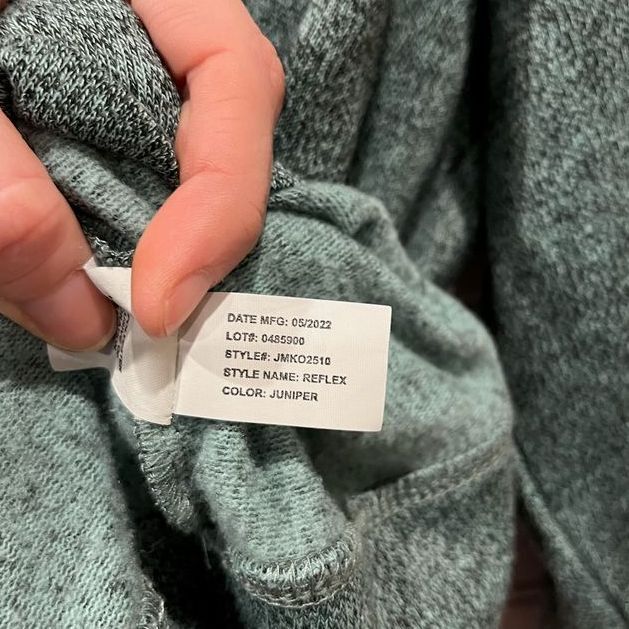 DATE MFG: 05/2022
LOT#: 0485900
STYLE#: JMKO2510
STYLE NAME: REFLEX
COLOR: JUNIPER